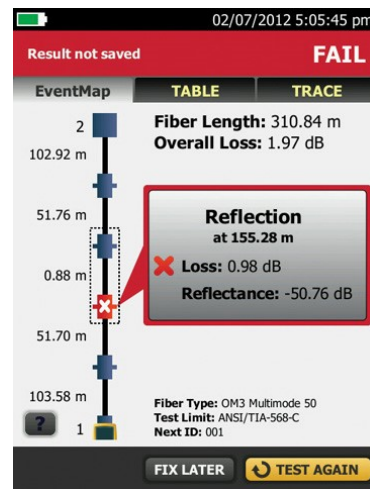 02/07/2012 5:05:45 pm
Result not saved
FAIL
EventMap
TABLE
TRACE
2
Fiber Length: 310.84 m
Overall Loss: 1.97 dB
102.92 m
51.76 m
Reflection
at 155.28 m
Loss: 0.98 dB
0.88 m
Reflectance: -50.76 dB
51.70 m
103.58 m
Fiber Type: OM3 Multimode 50
Test Limit: ANSI/TIA-568-C
? 1
Next ID: 001
FIX LATER
TEST AGAIN